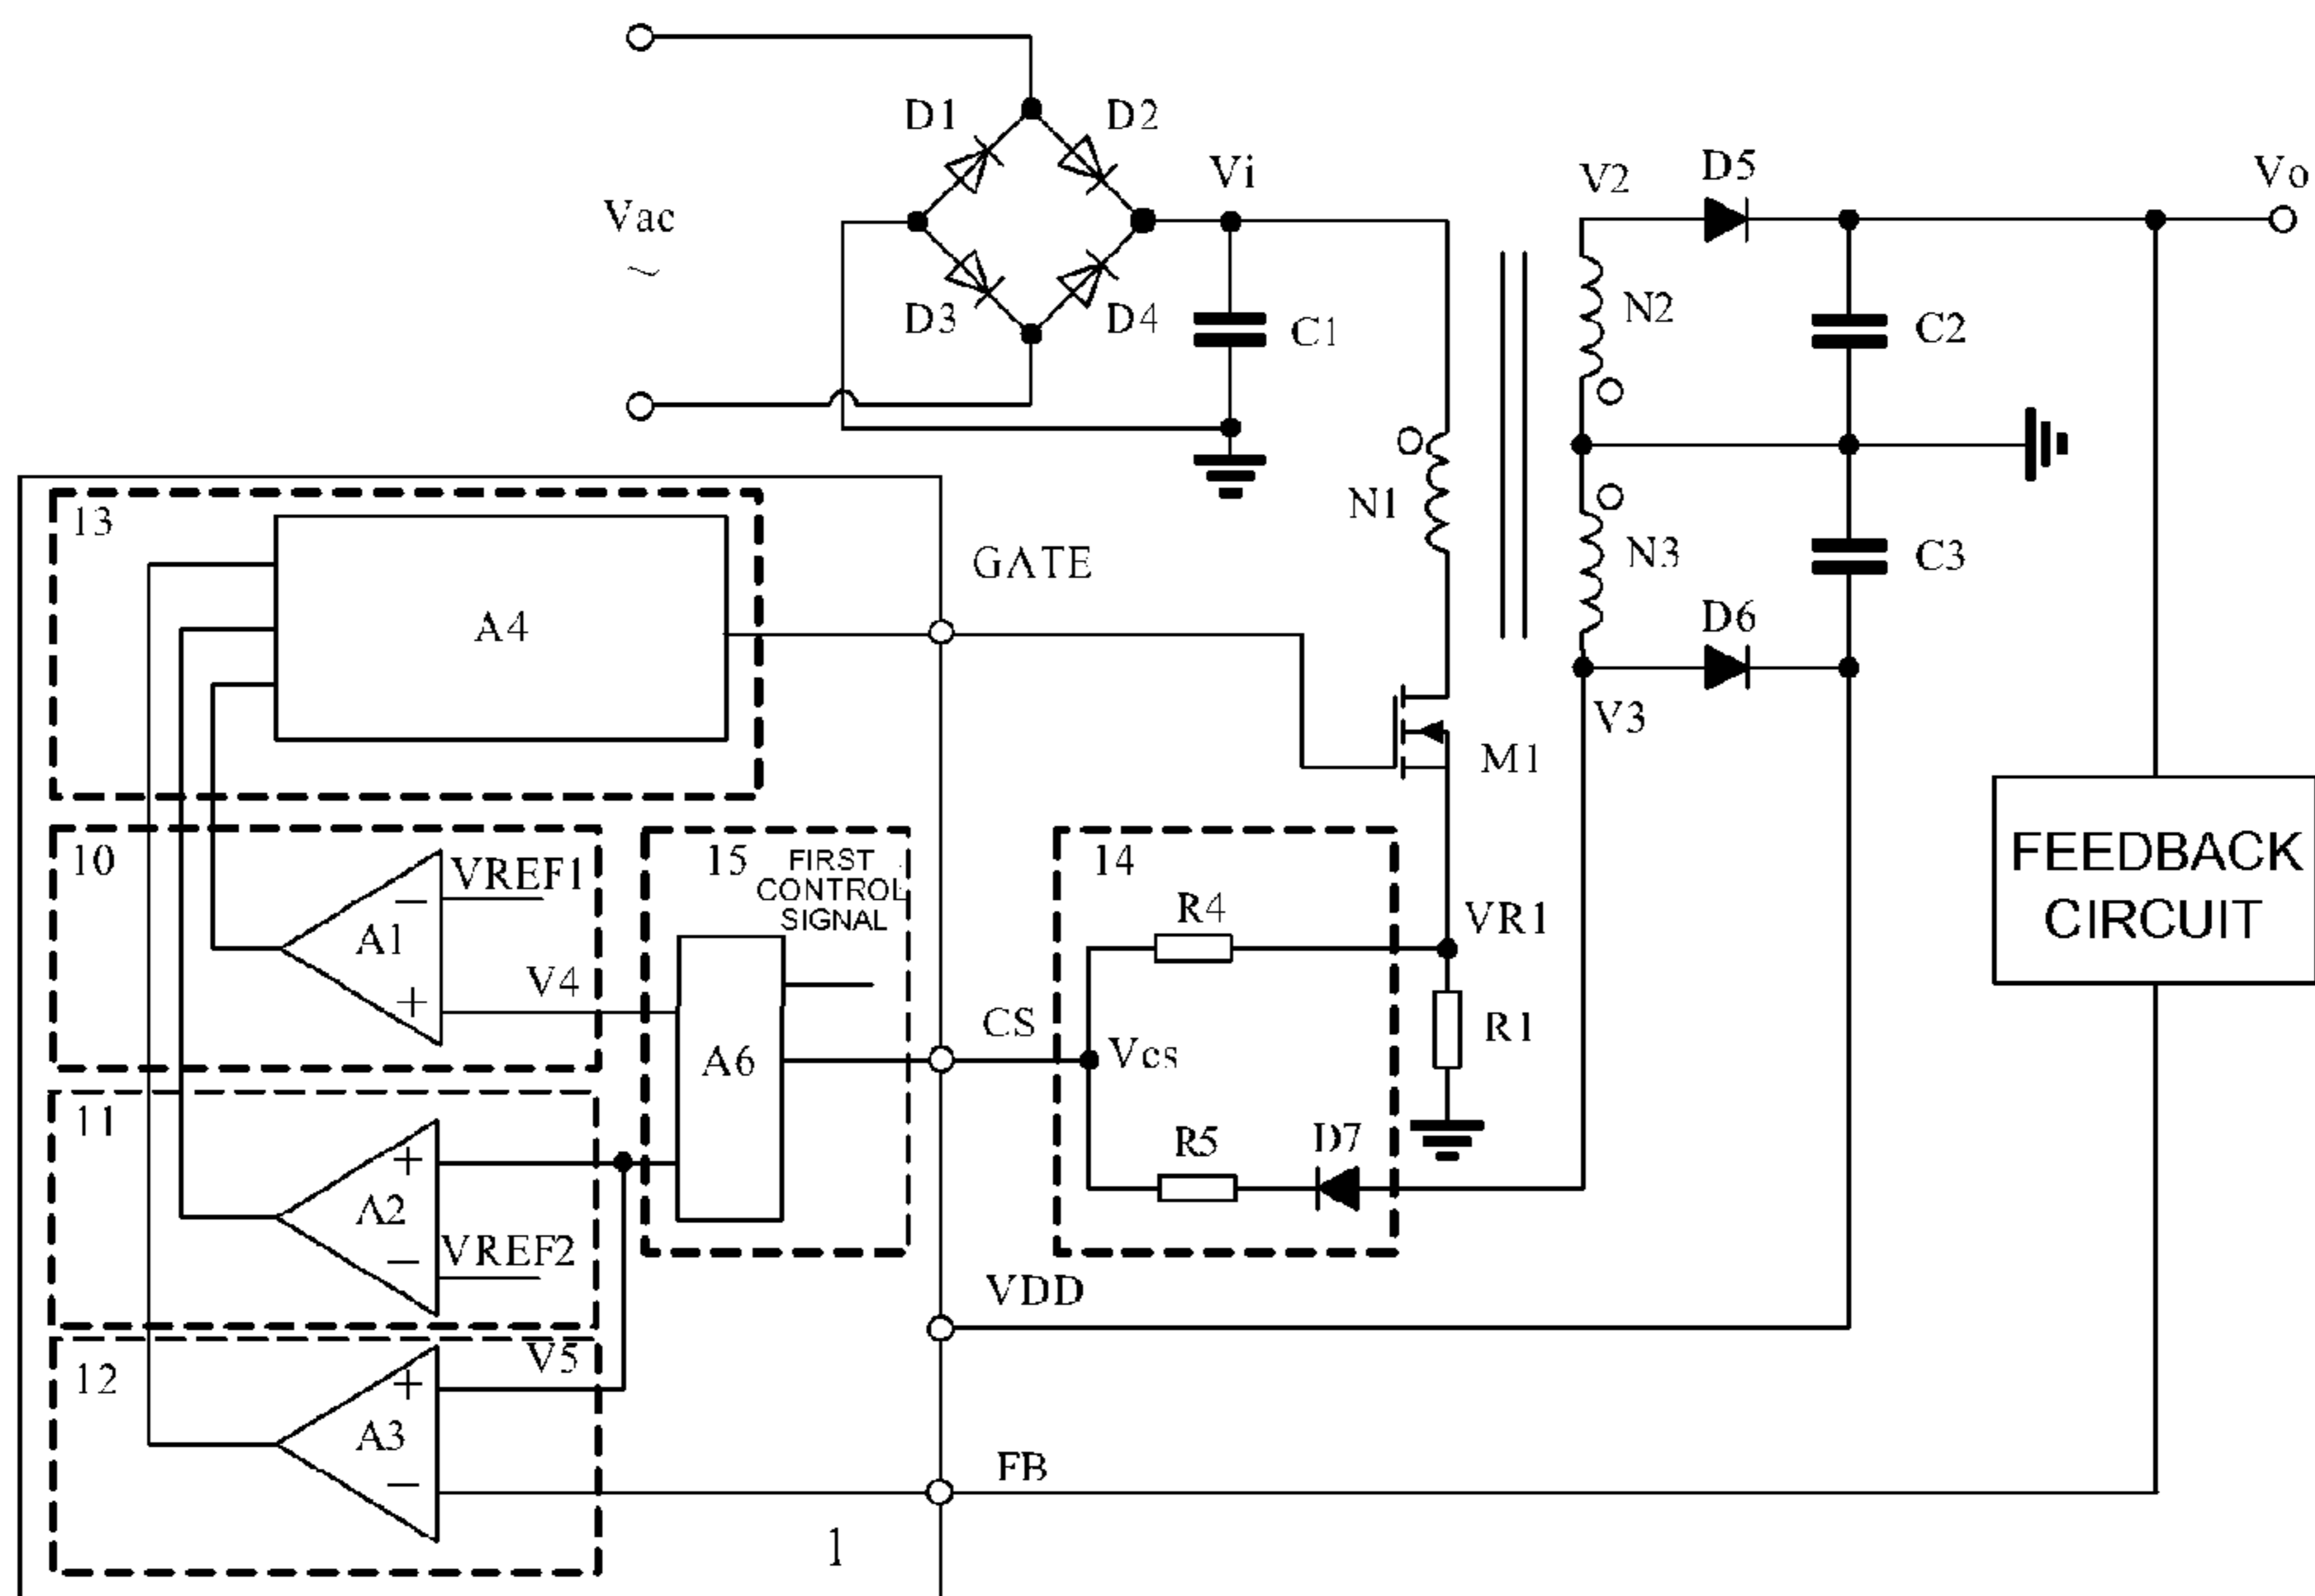 D1
D2
Vac
~
Vi
V2
D5
Vo
D3
D4
C1
N2
C2
13
N1
N3
C3
GATE
A4
D6
V3
M1
10
VREF1
A1
V4
15
FIRST
CONTROL
SIGNAL
14
R4
VR1
FEEDBACK
CIRCUIT
A6
CS
Vcs
R1
11
A2
VREF2
R5
D7
VDD
12
V5
A3
FB
1